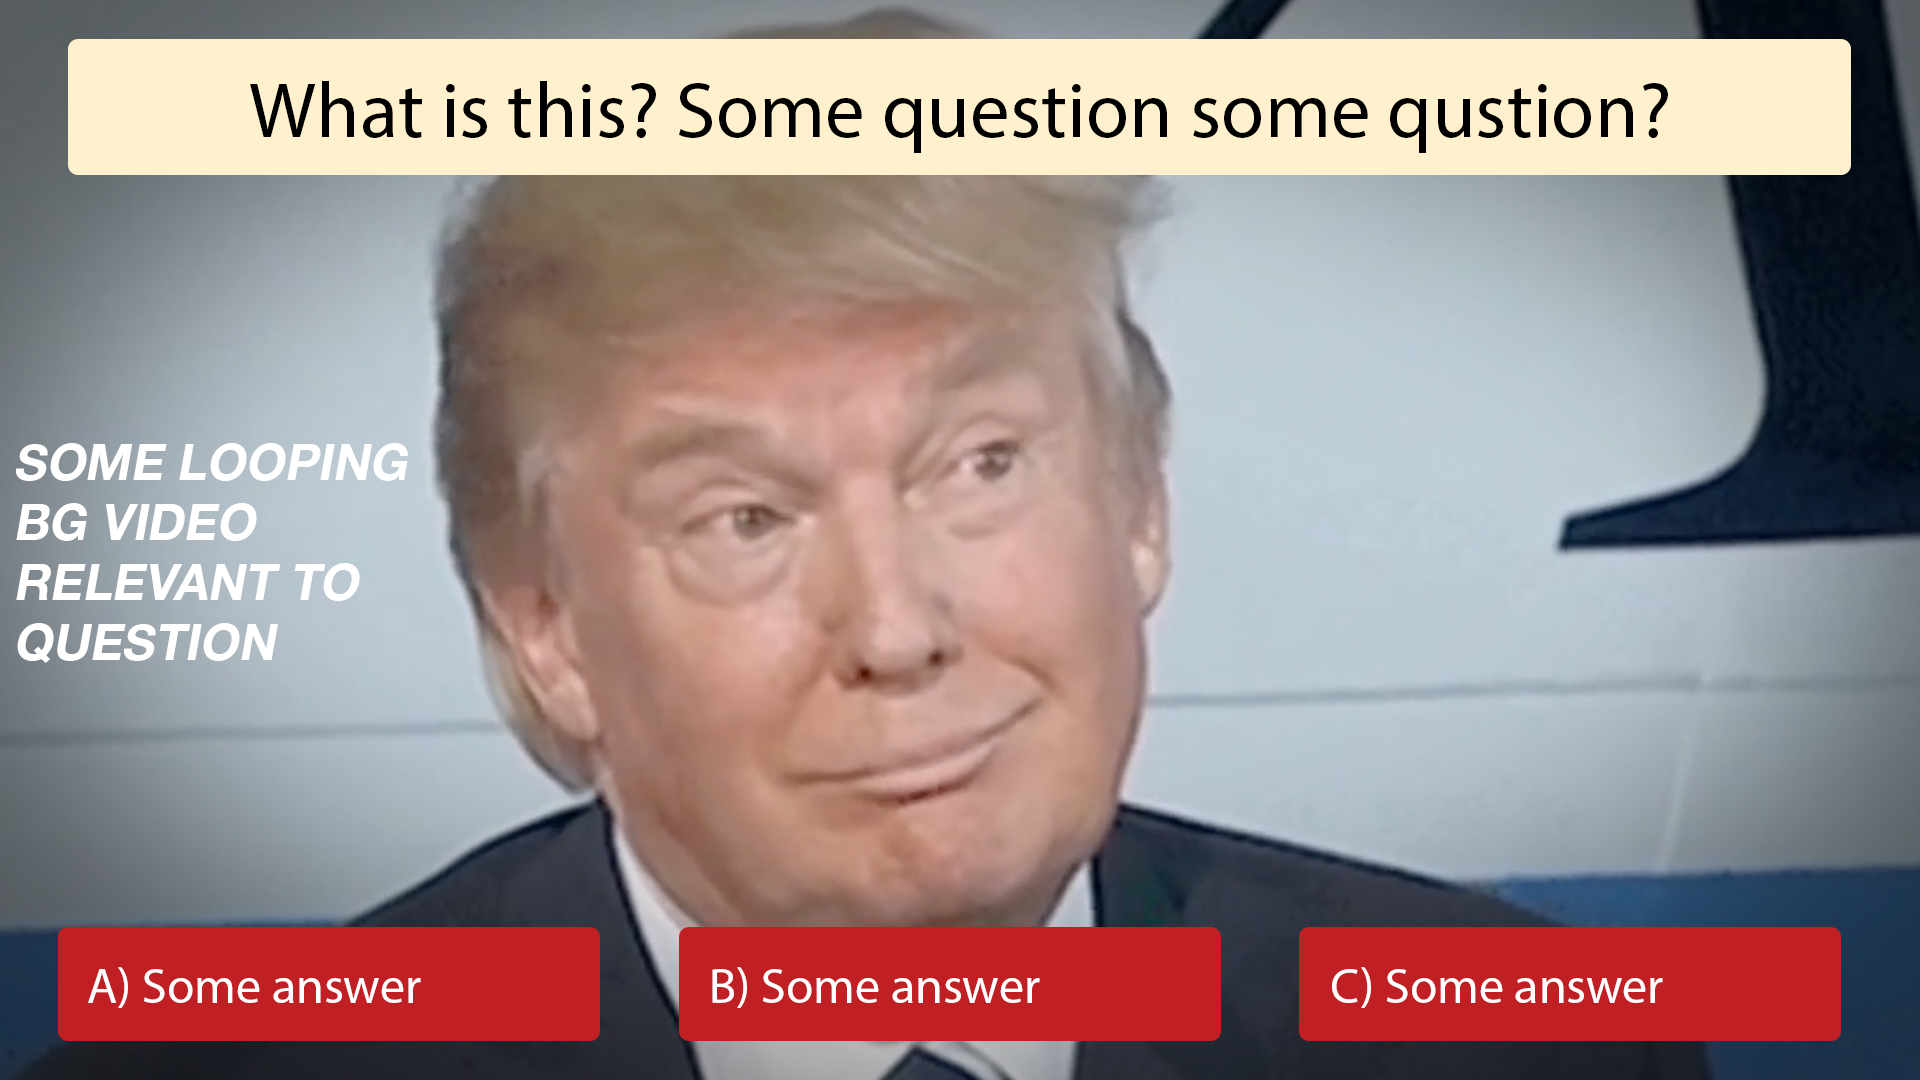 What is this? Some question some qustion?
SOME LOOPING
BG VIDEO
RELEVANT TO
QUESTION
A) Some answer
B) Some answer
C) Some answer